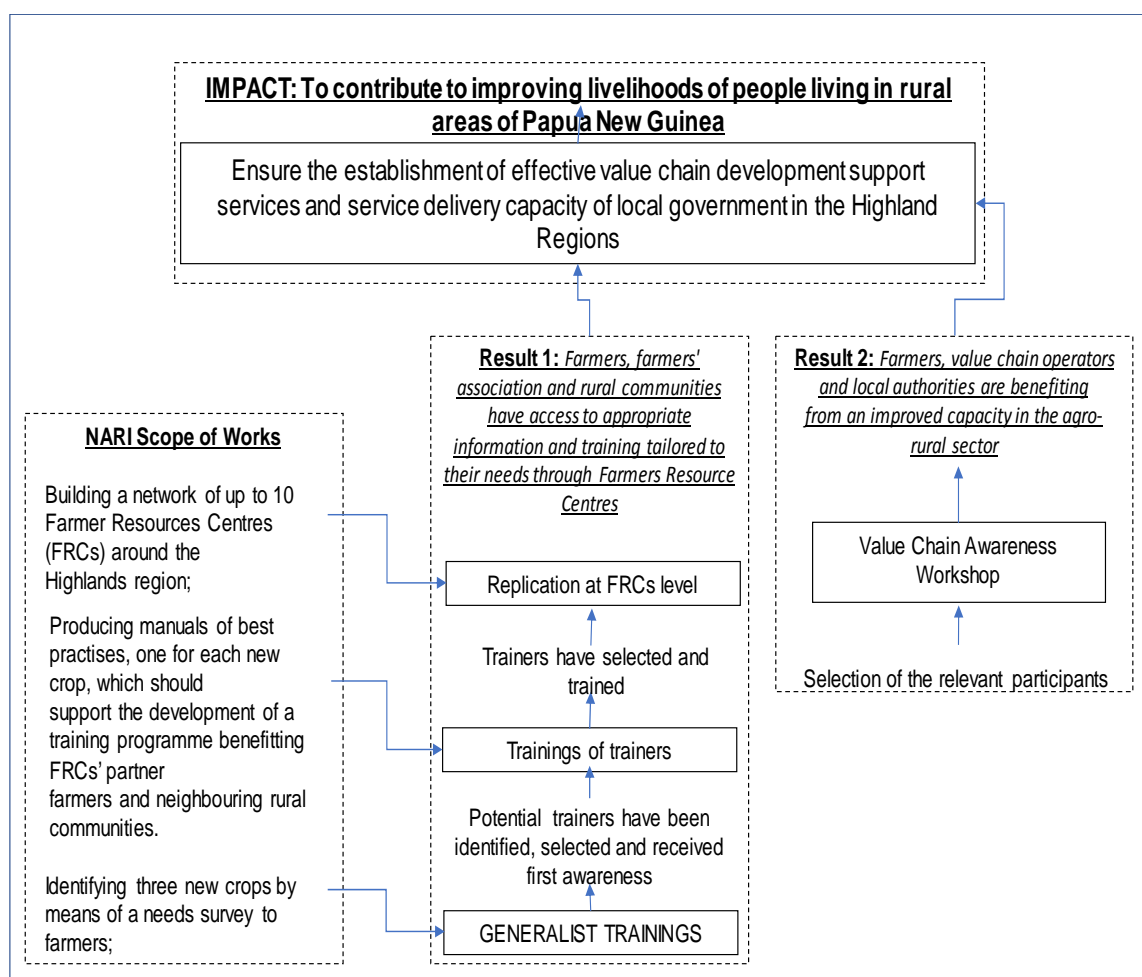 IMPACT: To contribute to improving livelihoods of people living in rural
areas of Papua New Guinea
Ensure the establishment of effective value chain development support
services and service delivery capacity of local government in the Highland
Regions
NARI Scope of Works
Building a network of up to 10
Farmer Resources Centres
(FRCs) around the
Highlands region;
Producing manuals of best
practises, one for each new
crop, which should
support the development of a
training programme benefitting
FRCs' partner
farmers and neighbouring rural
communities.
Identifying three new crops by
means of a needs survey to
farmers;
Result 1: Farmers, farmers'
association and rural communities
have access to appropriate
information and training tailored to
their needs through Farmers Resource
Centres
Replication at FRCs level
Trainers have selected and
trained
Trainings of trainers
Potential trainers have been
identified, selected and received
first awareness
GENERALIST TRAININGS
Result 2: Farmers, value chain operators
and local authorities are benefiting
from an improved capacity in the agro-
rural sector
Value Chain Awareness
Workshop
Selection of the relevant participants